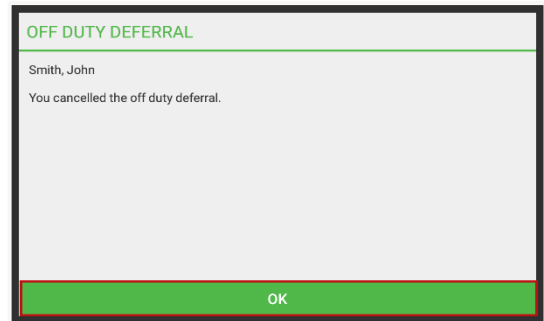 OFF DUTY DEFERRAL
Smith, John
You cancelled the off duty deferral.
OK